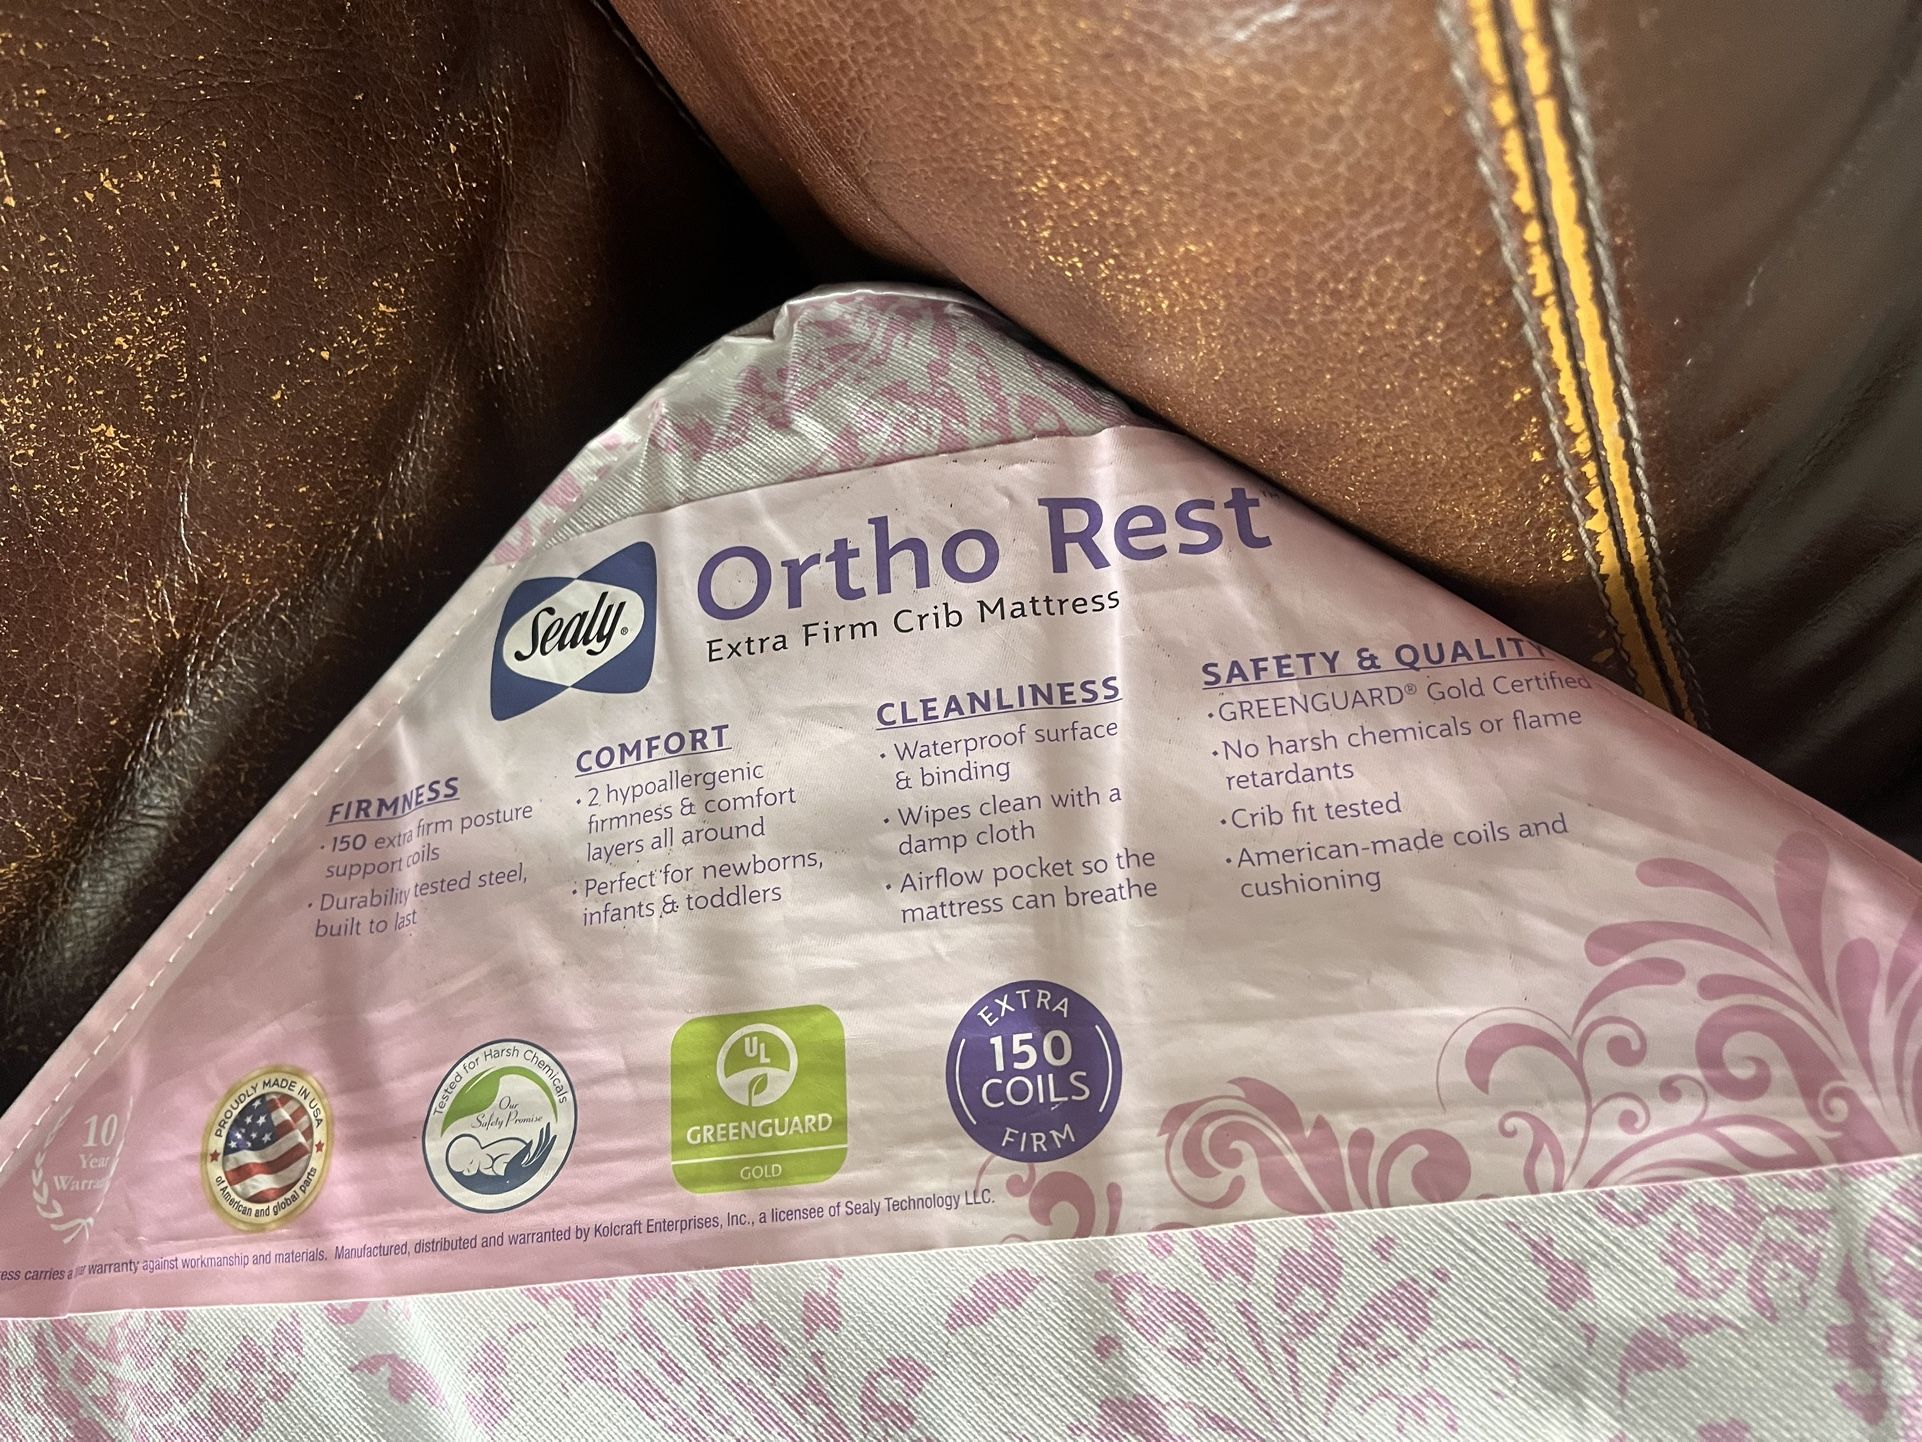 Sealy®
Ortho Rest™
Extra Firm Crib Mattress
FIRMNESS
• 150 extra firm posture
support coils
• Durability tested steel,
built to last
COMFORT
• 2 hypoallergenic
firmness & comfort
layers all around
• Perfect for newborns,
infants & toddlers
CLEANLINESS
• Waterproof surface
& binding
• Wipes clean with a
damp cloth
• Airflow pocket so the
mattress can breathe
SAFETY & QUALITY
• GREENGUARD® Gold Certified
• No harsh chemicals or flame
retardants
• Crib fit tested
• American-made coils and
cushioning
10
Year
PROUDLY MADE IN USA
of American and global parts
Tested for Harsh Chemicals
Our
Safety Promise
UL
GREENGUARD
GOLD
EXTRA
150
COILS
FIRM
carries a warranty against workmanship and materials. Manufactured, distributed and warranted by Kolcraft Enterprises, Inc., a licensee of Sealy Technology LLC.